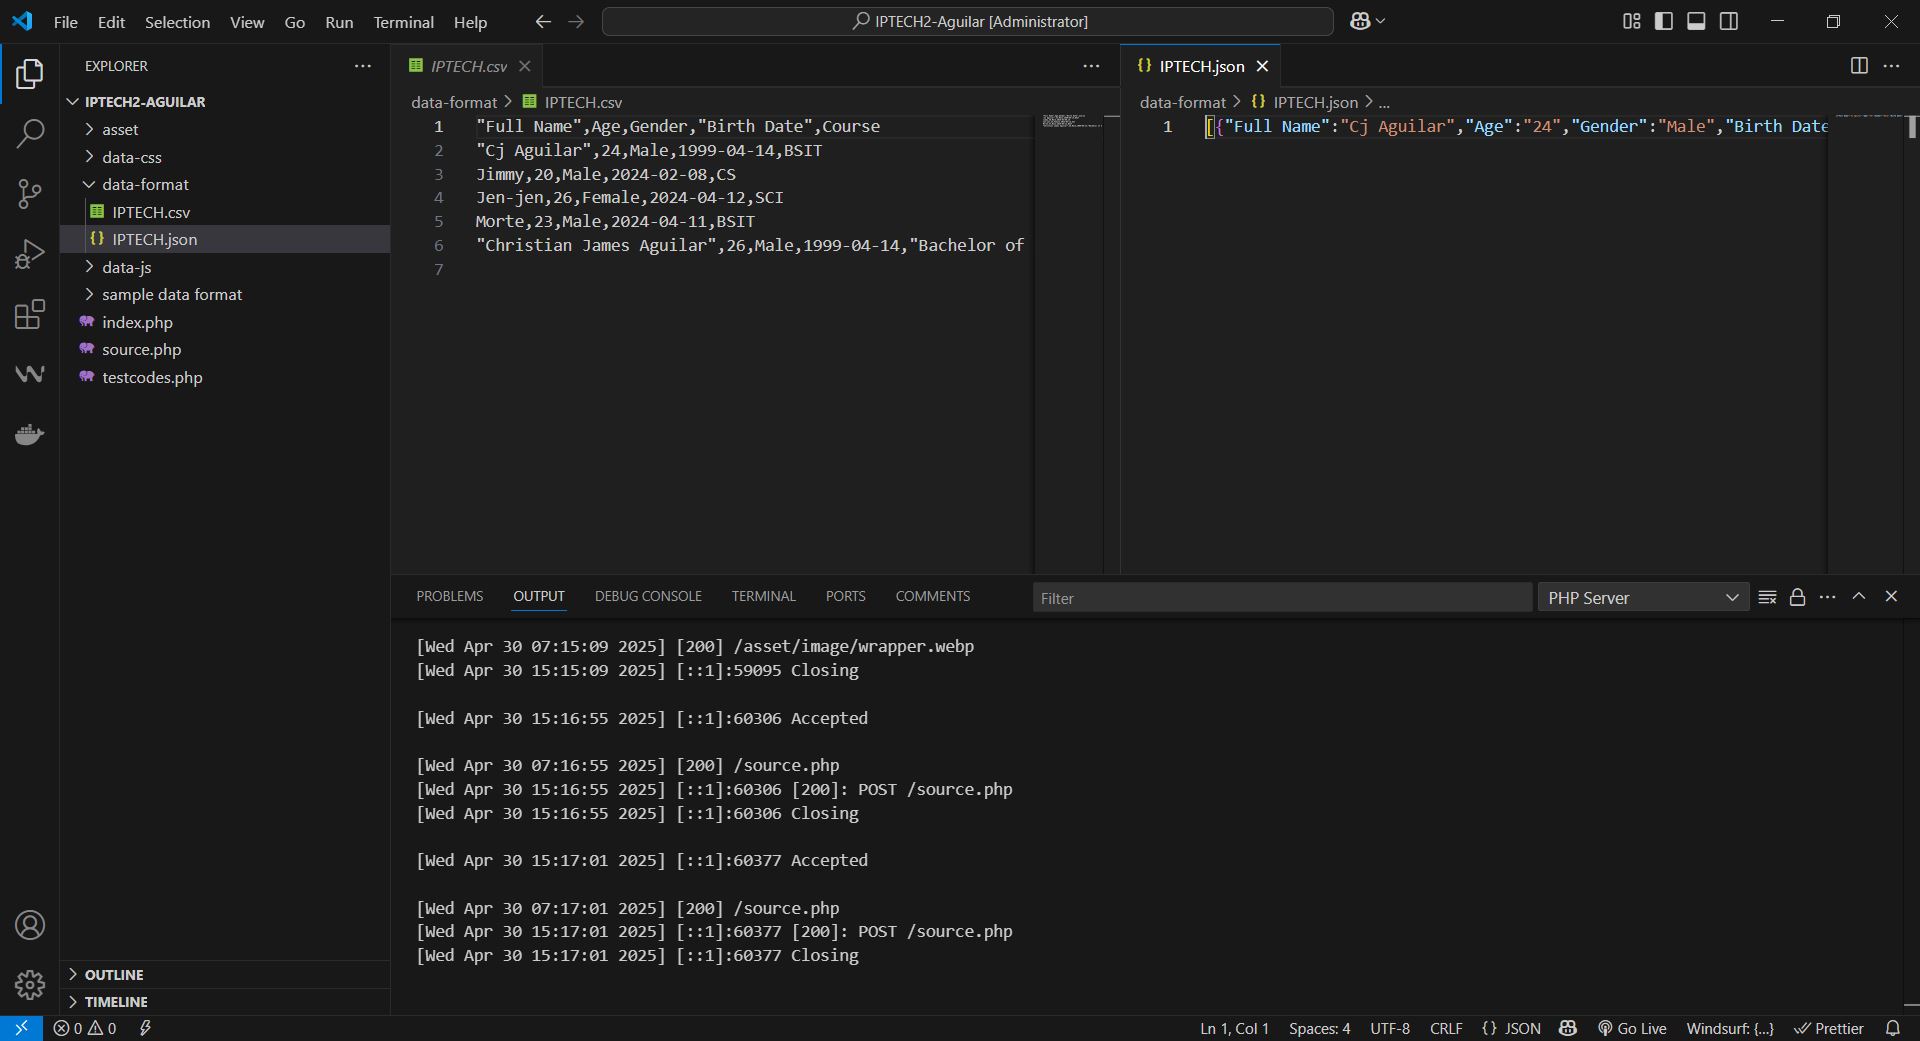 File Edit Selection View Go Run Terminal Help
IPTECH2-Aguilar [Administrator]
EXPLORER
IPTECH2-AGUILAR
asset
data-css
data-format
IPTECH.csv
IPTECH.json
data-js
sample data format
index.php
source.php
testcodes.php
OUTLINE
TIMELINE
IPTECH.csv
data-format > IPTECH.csv
1 "Full Name",Age,Gender,"Birth Date",Course
2 "Cj Aguilar",24,Male,1999-04-14,BSIT
3 Jimmy,20,Male,2024-02-08,CS
4 Jen-jen,26,Female,2024-04-12,SCI
5 Morte,23,Male,2024-04-11,BSIT
6 "Christian James Aguilar",26,Male,1999-04-14,"Bachelor of
7
{} IPTECH.json
data-format > {} IPTECH.json > ...
1 [{"Full Name":"Cj Aguilar","Age":"24","Gender":"Male","Birth Date
PROBLEMS OUTPUT DEBUG CONSOLE TERMINAL PORTS COMMENTS
Filter
PHP Server
[Wed Apr 30 07:15:09 2025] [200] /asset/image/wrapper.webp
[Wed Apr 30 15:15:09 2025] [::1]:59095 Closing
[Wed Apr 30 15:16:55 2025] [::1]:60306 Accepted
[Wed Apr 30 07:16:55 2025] [200] /source.php
[Wed Apr 30 15:16:55 2025] [::1]:60306 [200]: POST /source.php
[Wed Apr 30 15:16:55 2025] [::1]:60306 Closing
[Wed Apr 30 15:17:01 2025] [::1]:60377 Accepted
[Wed Apr 30 07:17:01 2025] [200] /source.php
[Wed Apr 30 15:17:01 2025] [::1]:60377 [200]: POST /source.php
[Wed Apr 30 15:17:01 2025] [::1]:60377 Closing
0 0
Ln 1, Col 1 Spaces: 4 UTF-8 CRLF {} JSON Go Live Windsurf: {...} Prettier